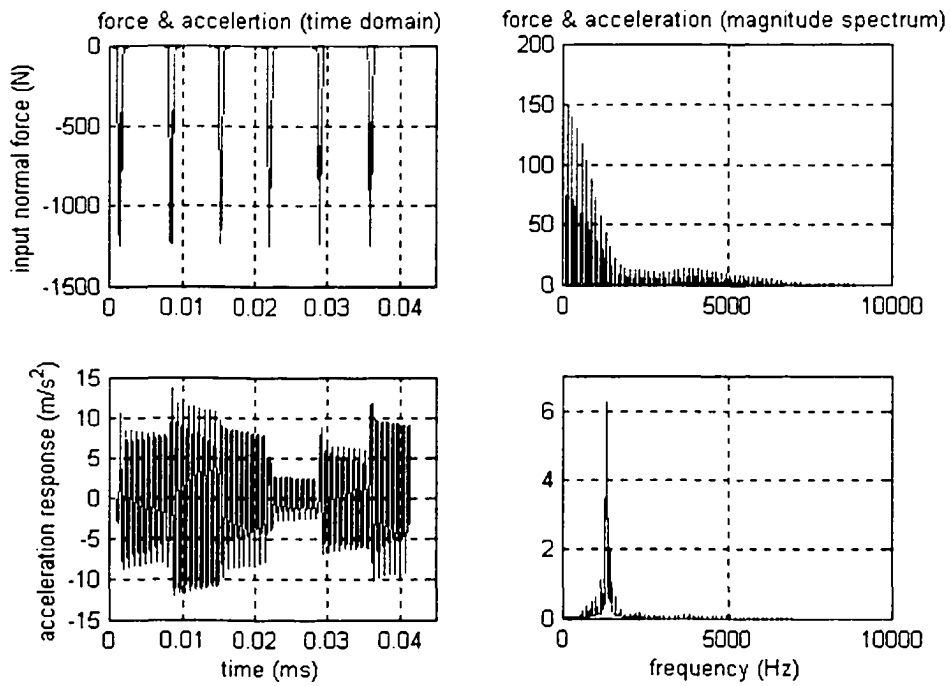 force & accelertion (time domain)
force & acceleration (magnitude spectrum)
input normal force (N)
0
-500
-1000
-1500
0 0.01 0.02 0.03 0.04
200
150
100
50
0
0 5000 10000
acceleration response (m/s²)
15
10
5
0
-5
-10
-15
0 0.01 0.02 0.03 0.04
time (ms)
6
4
2
0
0 5000 10000
frequency (Hz)